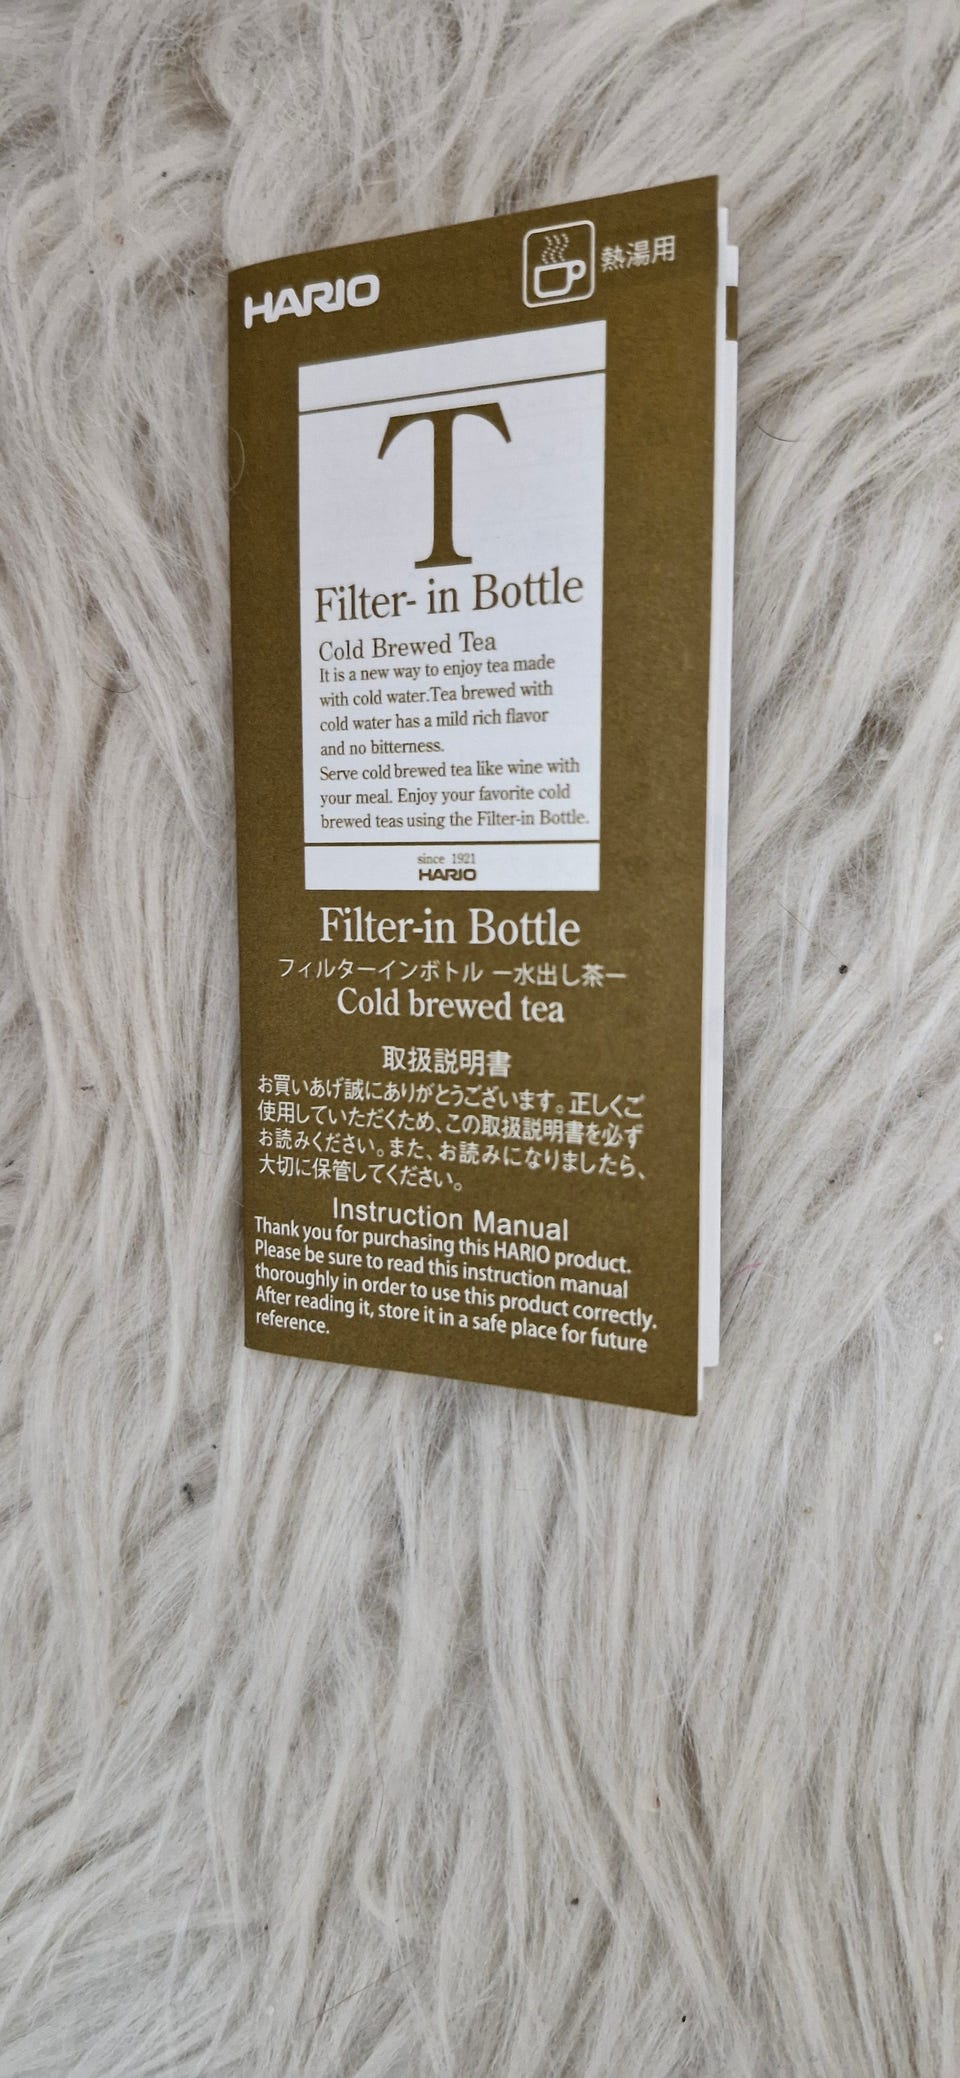 HARIO
熱湯用
T
Filter- in Bottle
Cold Brewed Tea
It is a new way to enjoy tea made
with cold water.Tea brewed with
cold water has a mild rich flavor
and no bitterness.
Serve cold brewed tea like wine with
your meal. Enjoy your favorite cold
brewed teas using the Filter-in Bottle.
since 1921
HARIO
Filter-in Bottle
フィルターインボトル ー水出し茶ー
Cold brewed tea
取扱説明書
お買いあげ誠にありがとうございます。正しくご
使用していただくため、この取扱説明書を必ず
お読みください。また、お読みになりましたら、
大切に保管してください。
Instruction Manual
Thank you for purchasing this HARIO product.
Please be sure to read this instruction manual
thoroughly in order to use this product correctly.
After reading it, store it in a safe place for future
reference.